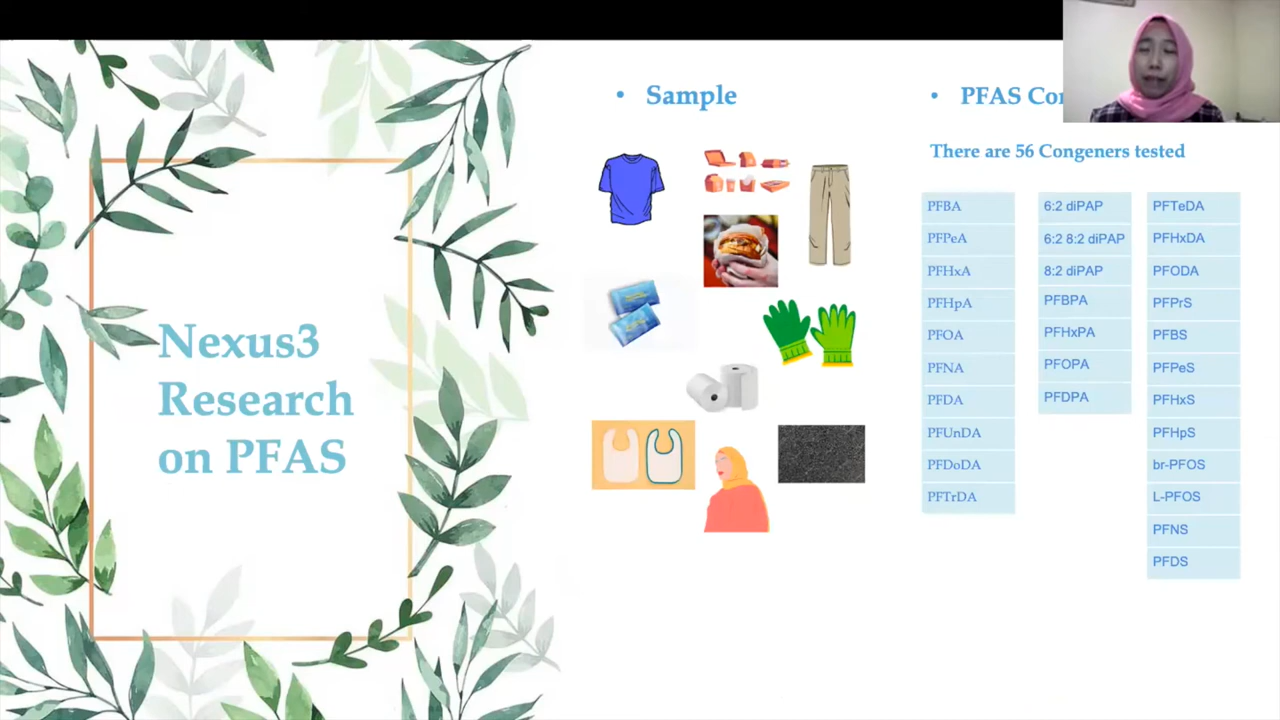 Nexus3
Research
on PFAS
• Sample
• PFAS
There are 56 Congeners tested
PFBA
PFPeA
PFHxA
PFHpA
PFOA
PFNA
PFDA
PFUnDA
PFDoDA
PFTrDA
6:2 diPAP
6:2 8:2 diPAP
8:2 diPAP
PFBPA
PFHxPA
PFOPA
PFDPA
PFTeDA
PFHxDA
PFODA
PFPrS
PFBS
PFPeS
PFHxS
PFHpS
br-PFOS
L-PFOS
PFNS
PFDS